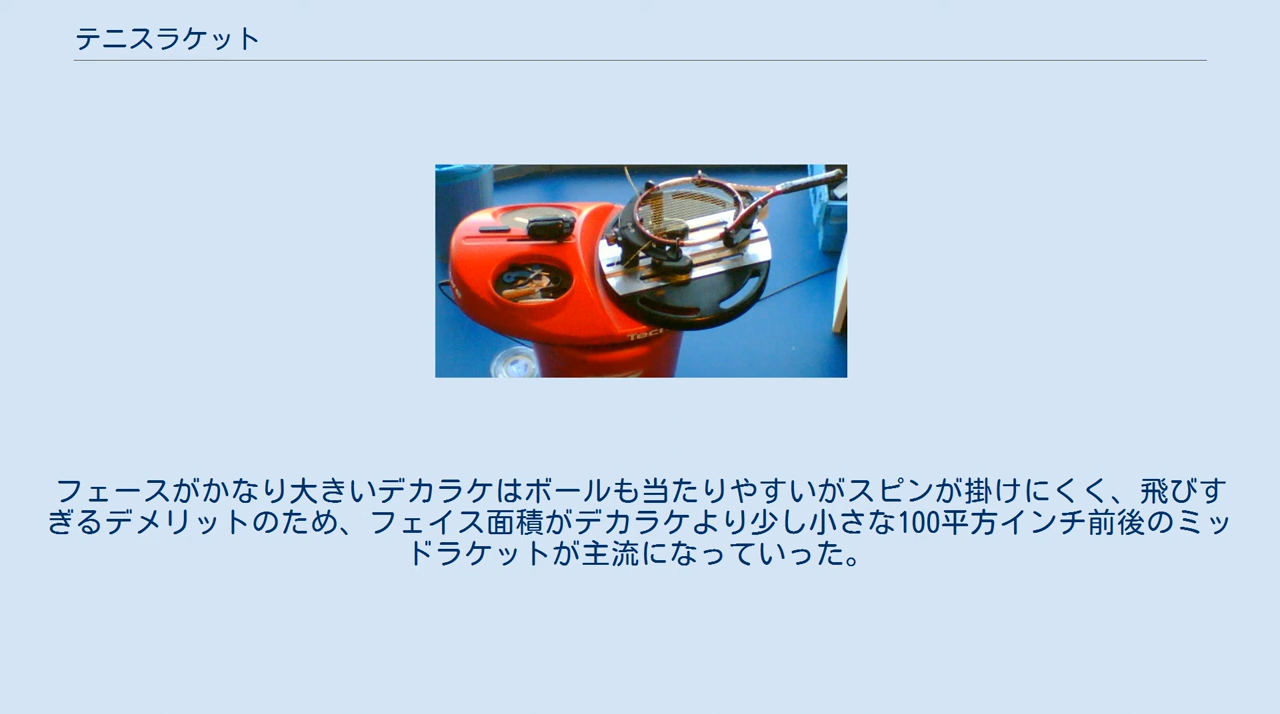 テニスラケット
Tec
フェースがかなり大きいデカラケはボールも当たりやすいがスピンが掛けにくく、飛びす
ぎるデメリットのため、フェイス面積がデカラケより少し小さな100平方インチ前後のミッ
ドラケットが主流になっていった。